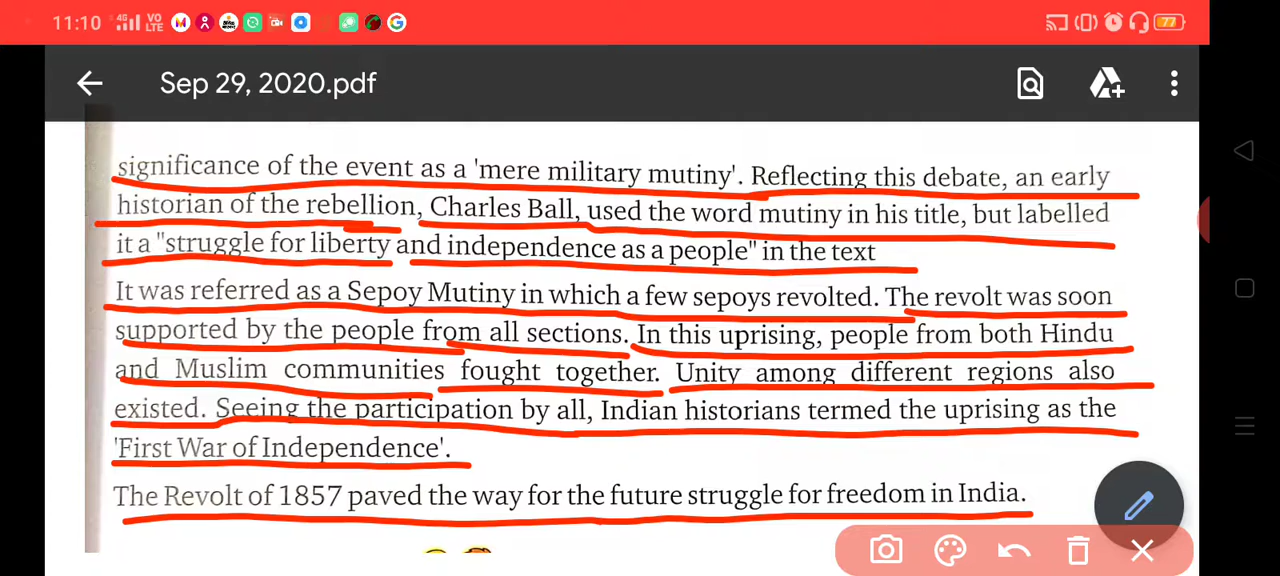 11:10 4G VO LTE 77
Sep 29, 2020.pdf
significance of the event as a 'mere military mutiny'. Reflecting this debate, an early
historian of the rebellion, Charles Ball, used the word mutiny in his title, but labelled
it a "struggle for liberty and independence as a people" in the text
It was referred as a Sepoy Mutiny in which a few sepoys revolted. The revolt was soon
supported by the people from all sections. In this uprising, people from both Hindu
and Muslim communities fought together. Unity among different regions also
existed. Seeing the participation by all, Indian historians termed the uprising as the
'First War of Independence'.
The Revolt of 1857 paved the way for the future struggle for freedom in India.